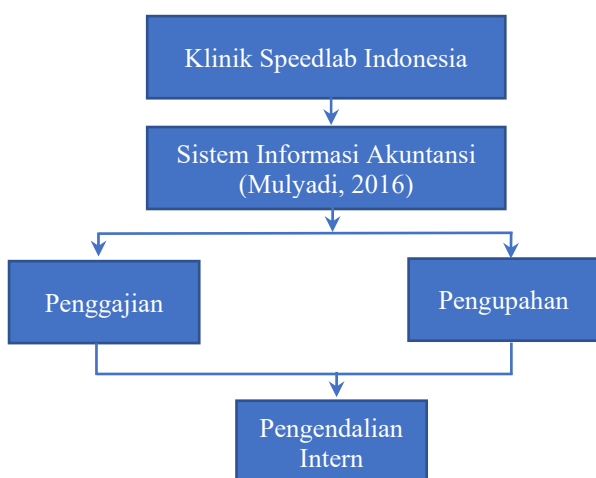 Klinik Speedlab Indonesia
Sistem Informasi Akuntansi
(Mulyadi, 2016)
Penggajian
Pengupahan
Pengendalian
Intern